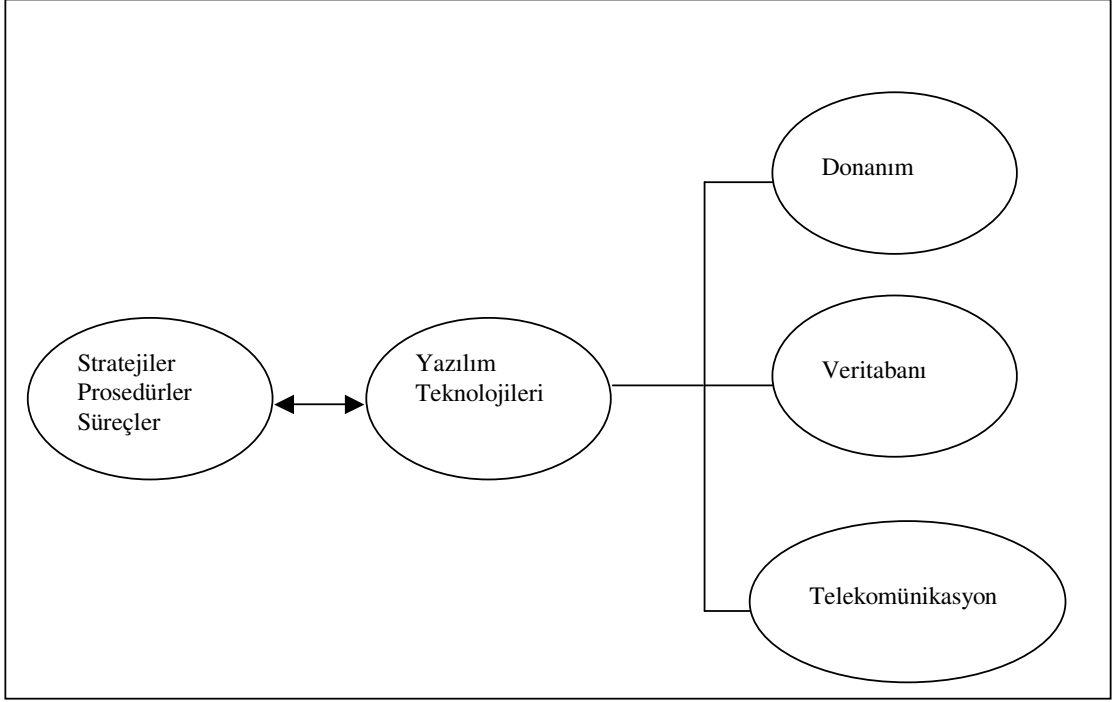 Donanım
Stratejiler
Prosedürler
Süreçler
Yazılım
Teknolojileri
Veritabanı
Telekomünikasyon